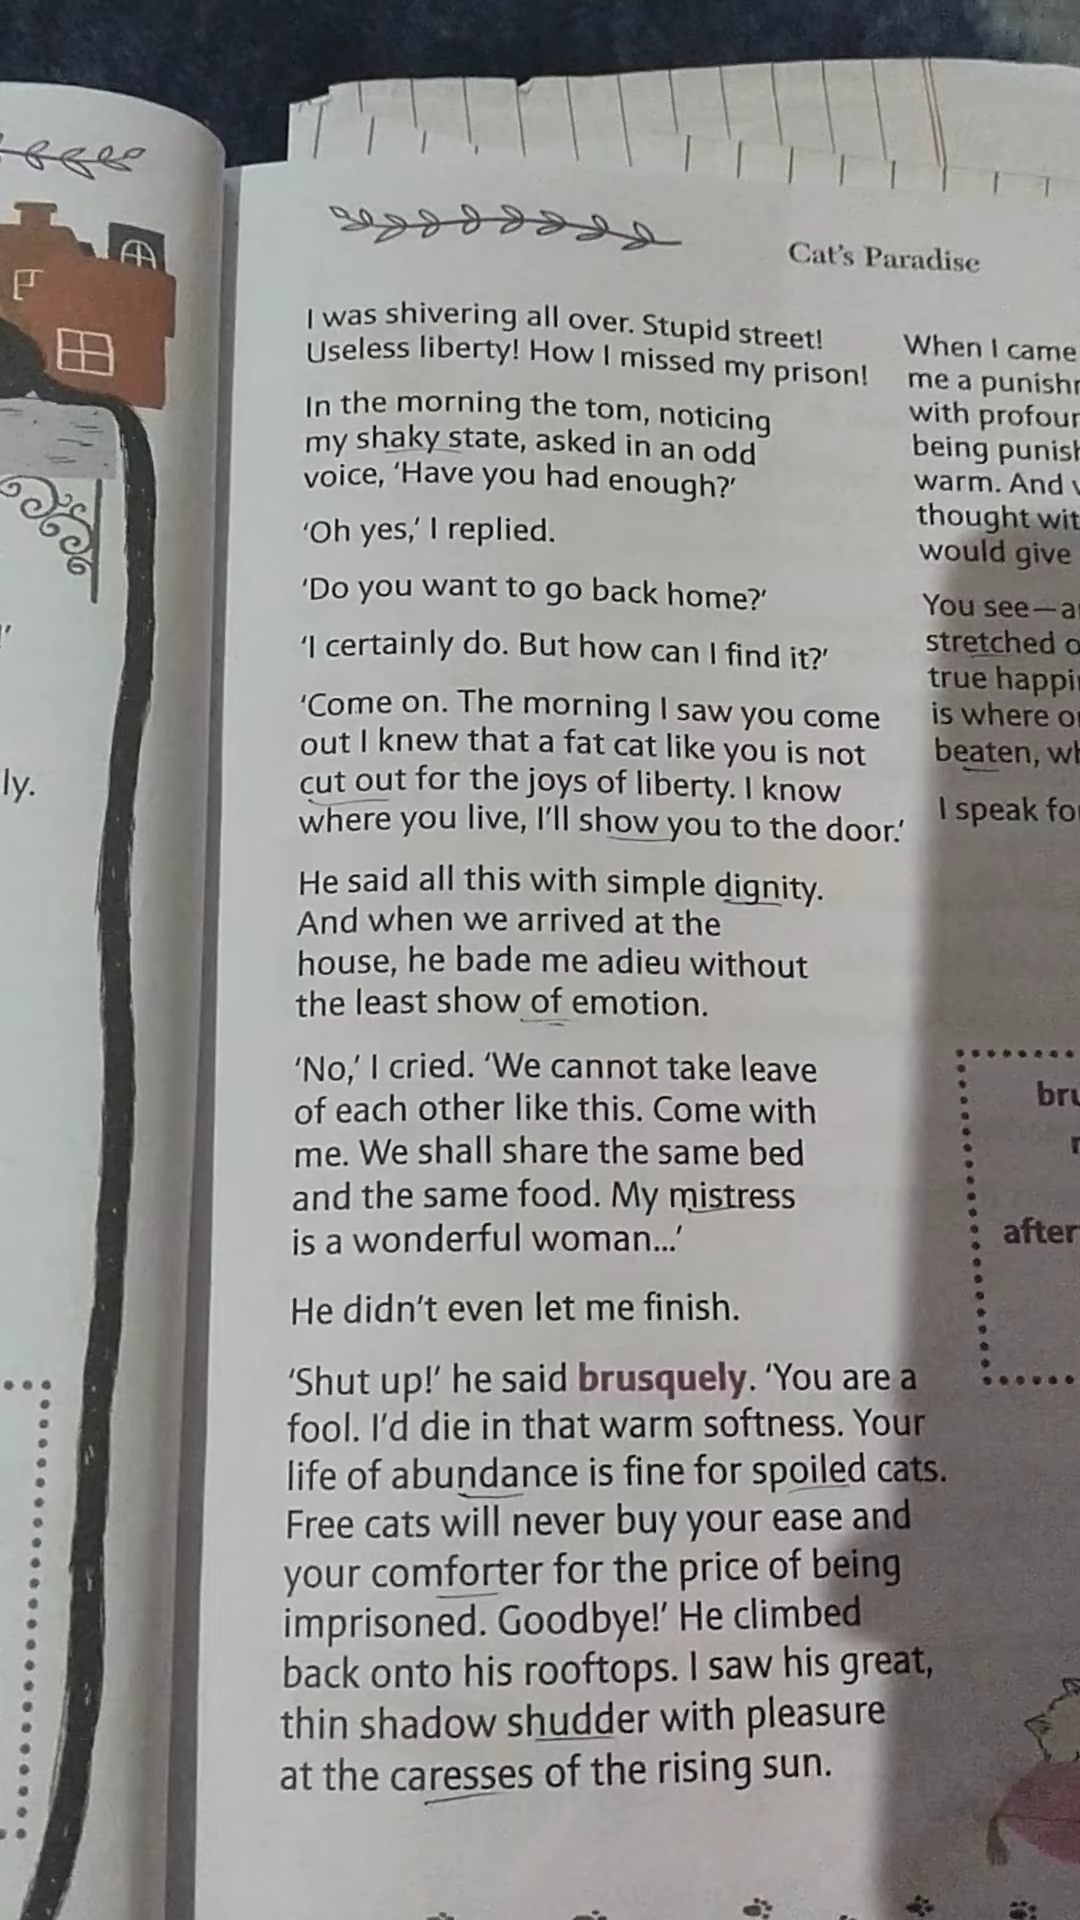 Cat's Paradise
I was shivering all over. Stupid street!
Useless liberty! How I missed my prison!
In the morning the tom, noticing
my shaky state, asked in an odd
voice, 'Have you had enough?'
'Oh yes,' I replied.
'Do you want to go back home?'
'I certainly do. But how can I find it?'
'Come on. The morning I saw you come
out I knew that a fat cat like you is not
cut out for the joys of liberty. I know
where you live, I'll show you to the door.'
He said all this with simple dignity.
And when we arrived at the
house, he bade me adieu without
the least show of emotion.
'No,' I cried. 'We cannot take leave
of each other like this. Come with
me. We shall share the same bed
and the same food. My mistress
is a wonderful woman...'
He didn't even let me finish.
'Shut up!' he said brusquely. 'You are a
fool. I'd die in that warm softness. Your
life of abundance is fine for spoiled cats.
Free cats will never buy your ease and
your comforter for the price of being
imprisoned. Goodbye!' He climbed
back onto his rooftops. I saw his great,
thin shadow shudder with pleasure
at the caresses of the rising sun.
When I came
me a
with
being
warm. And
thought
would give
You see—
stretched
true
is where
beaten,
I speak
after
ly.